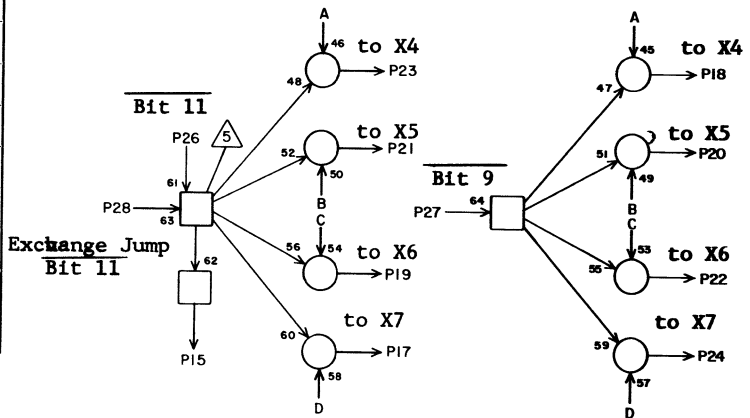 A
46 to X4
48 P23
Bit 11
P26 5
to X5
52 P21
50
61
P28
63
B
C
Exchange Jump
Bit 11
62
56 54 to X6
P19
to X7
60 P17
58
P15
D
A
45 to X4
47 P18
to X5
51 P20
49
Bit 9
64
P27
B
C
53 to X6
55 P22
to X7
59 P24
57
D